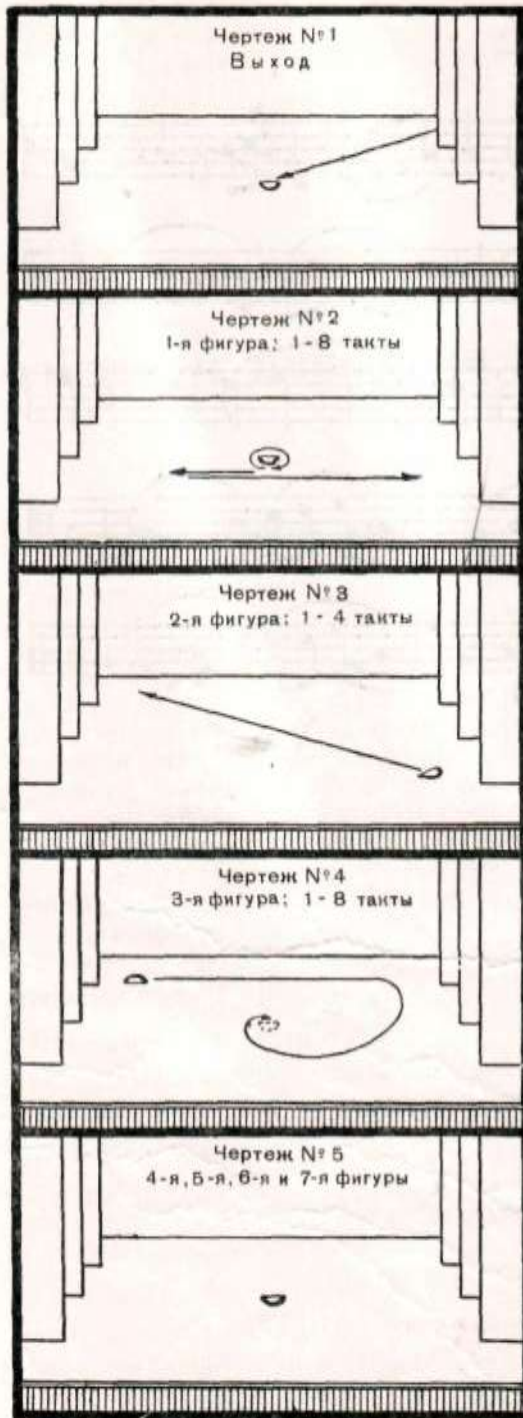 Чертеж №1
Выход
Чертеж №2
1-я фигура; 1-8 такты
Чертеж №3
2-я фигура; 1-4 такты
Чертеж №4
3-я фигура; 1-8 такты
Чертеж №5
4-я, 5-я, 6-я и 7-я фигуры